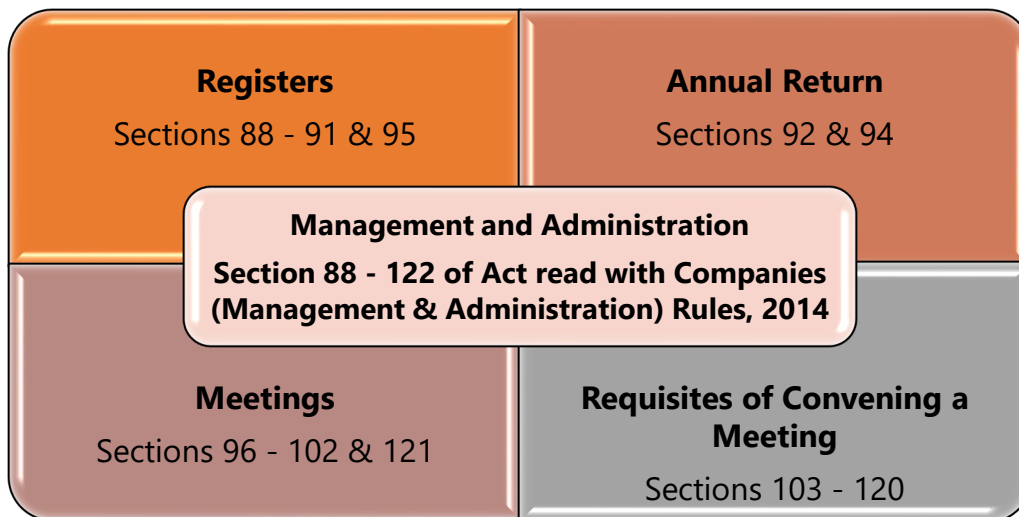 Registers
Sections 88 - 91 & 95
Annual Return
Sections 92 & 94
Management and Administration
Section 88 - 122 of Act read with Companies
(Management & Administration) Rules, 2014
Meetings
Sections 96 - 102 & 121
Requisites of Convening a
Meeting
Sections 103 - 120